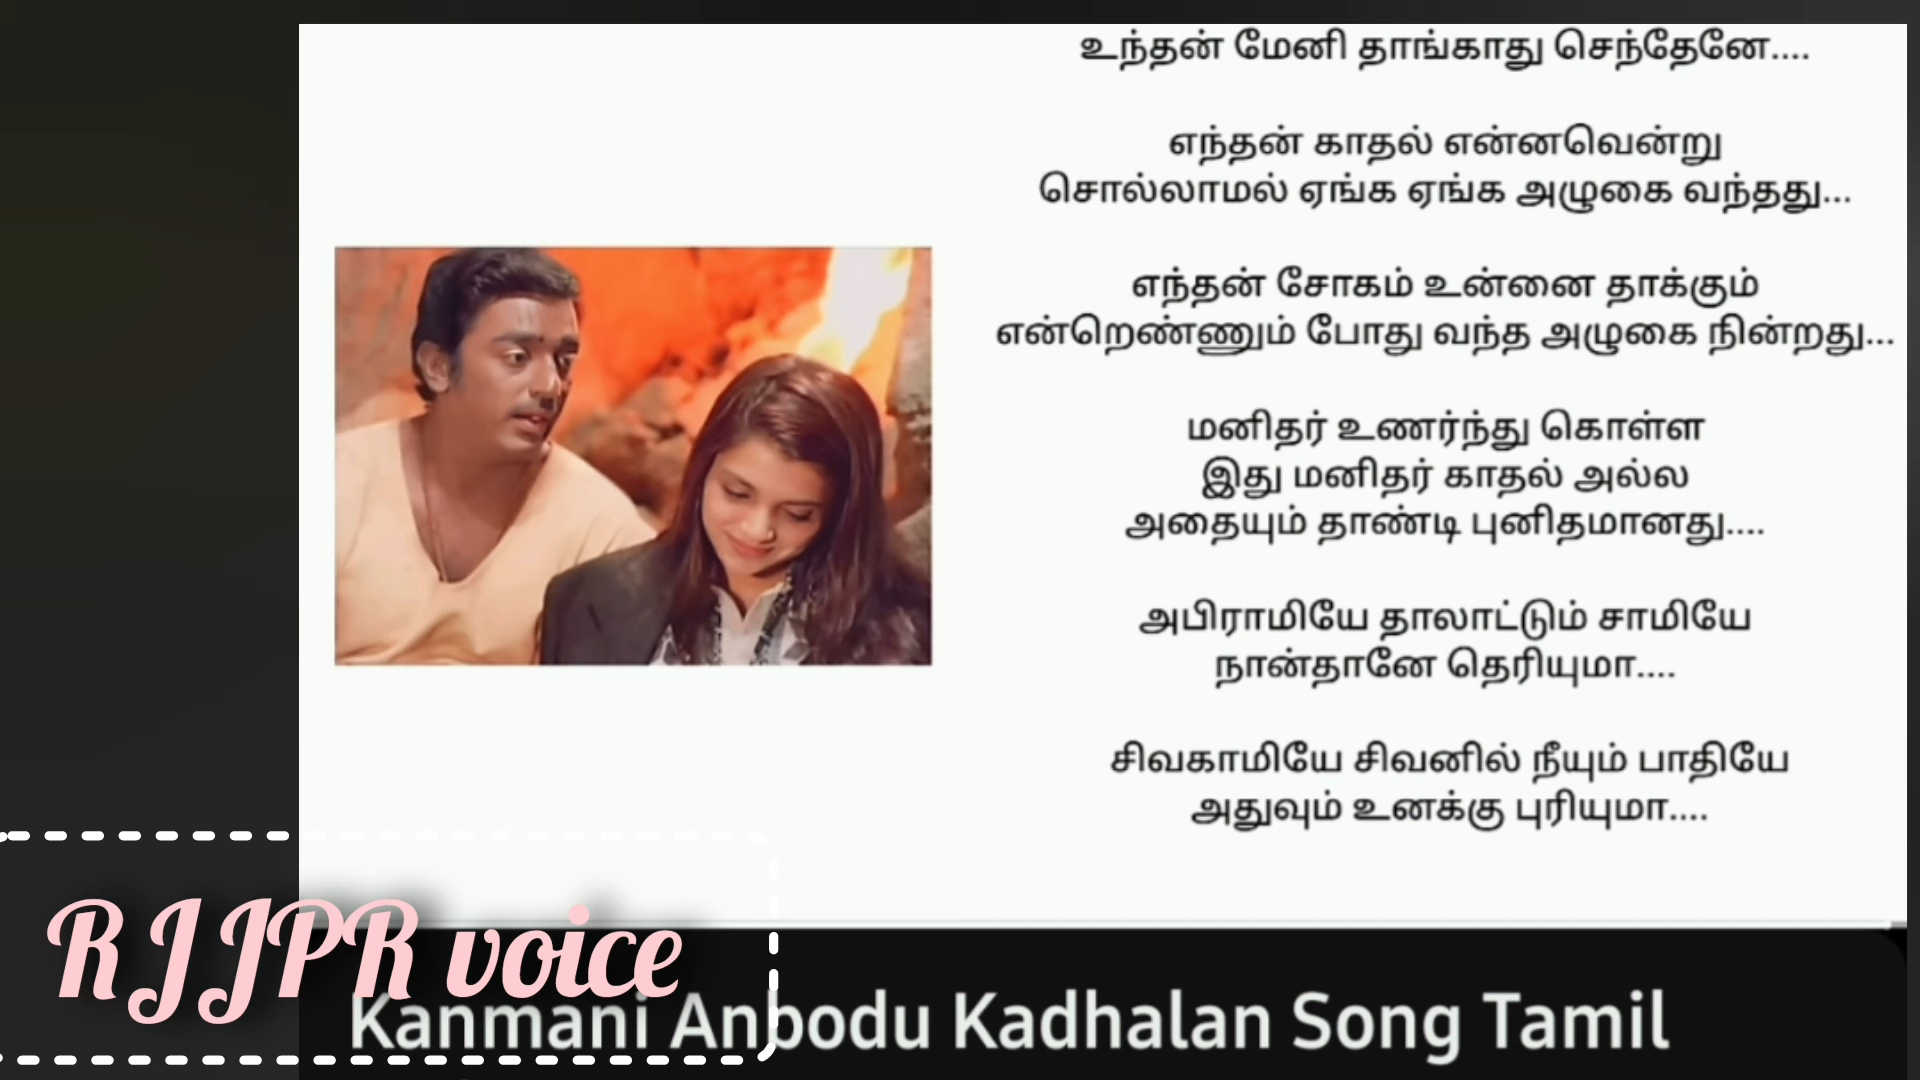 உந்தன் மேனி தாங்காது செந்தேனே....
எந்தன் காதல் என்னவென்று
சொல்லாமல் ஏங்க ஏங்க அழுகை வந்தது...
எந்தன் சோகம் உன்னை தாக்கும்
என்றெண்ணும் போது வந்த அழுகை நின்றது...
மனிதர் உணர்ந்து கொள்ள
இது மனிதர் காதல் அல்ல
அதையும் தாண்டி புனிதமானது....
அபிராமியே தாலாட்டும் சாமியே
நான்தானே தெரியுமா....
சிவகாமியே சிவனில் நீயும் பாதியே
அதுவும் உனக்கு புரியுமா....
RJJPR voice
Kanmani Anbodu Kadhalan Song Tamil